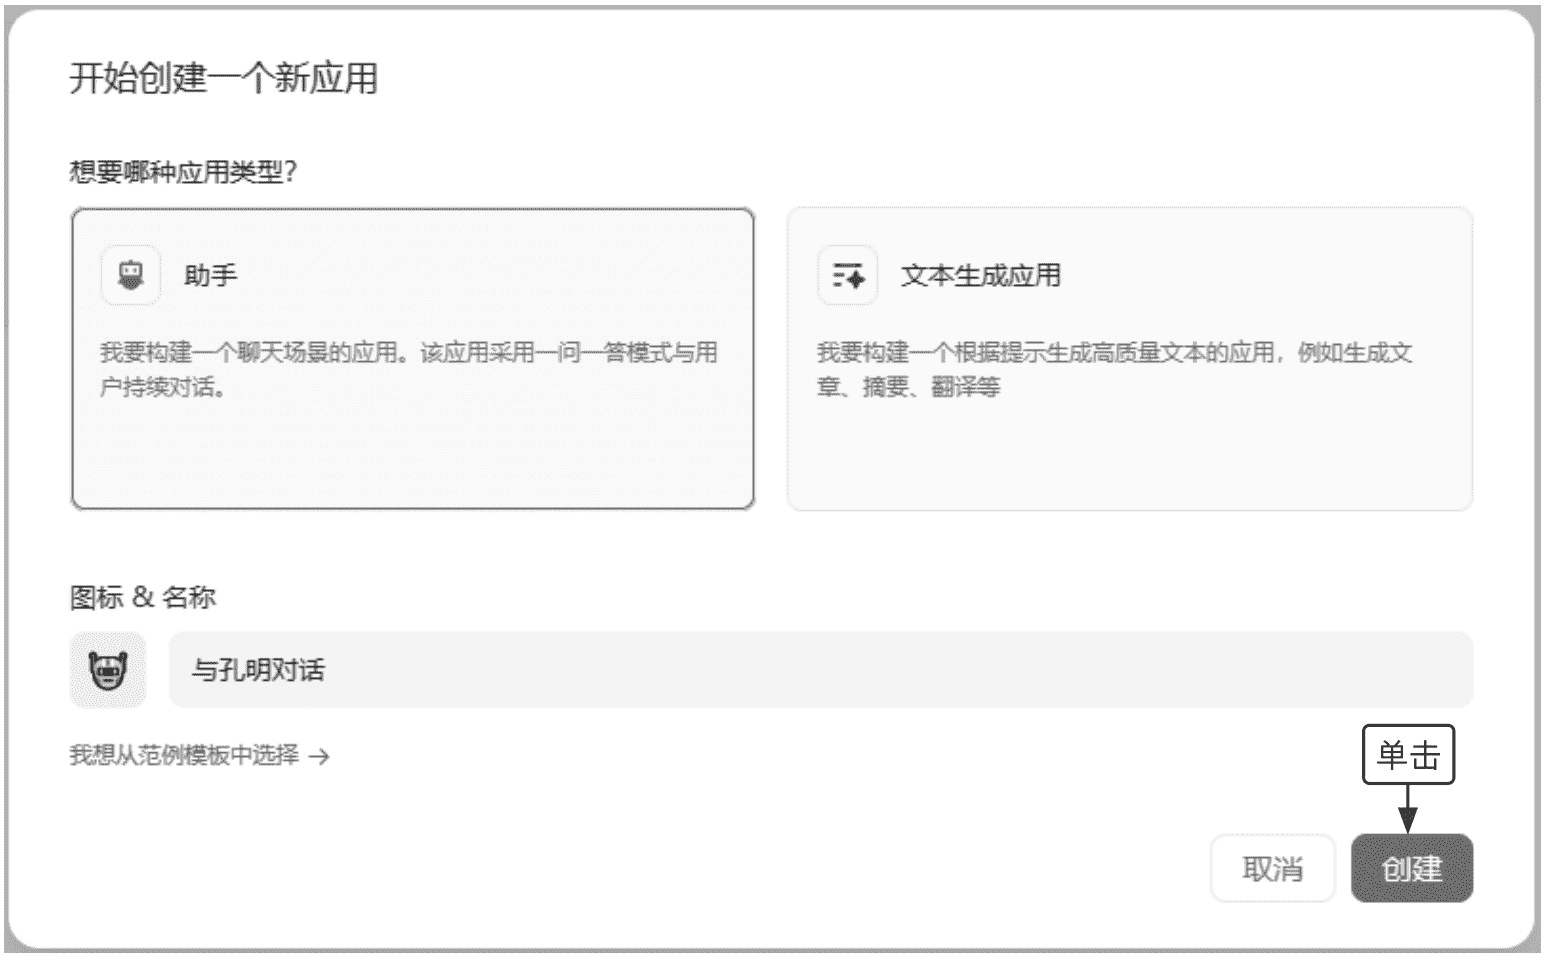 开始创建一个新应用
想要哪种应用类型？
助手
我要构建一个聊天场景的应用。该应用采用一问一答模式与用
户持续对话。
文本生成应用
我要构建一个根据提示生成高质量文本的应用，例如生成文
章、摘要、翻译等
图标 & 名称
与孔明对话
我想从范例模板中选择 →
单击
取消
创建